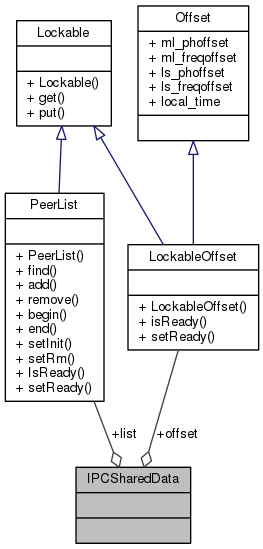 Lockable
+ Lockable()
+ get()
+ put()
Offset
+ ml_phoffset
+ ml_freqoffset
+ ls_phoffset
+ ls_freqoffset
+ local_time
PeerList
+ PeerList()
+ find()
+ add()
+ remove()
+ begin()
+ end()
+ setInit()
+ setRm()
+ IsReady()
+ setReady()
LockableOffset
+ LockableOffset()
+ isReady()
+ setReady()
+list
+offset
IPCSharedData